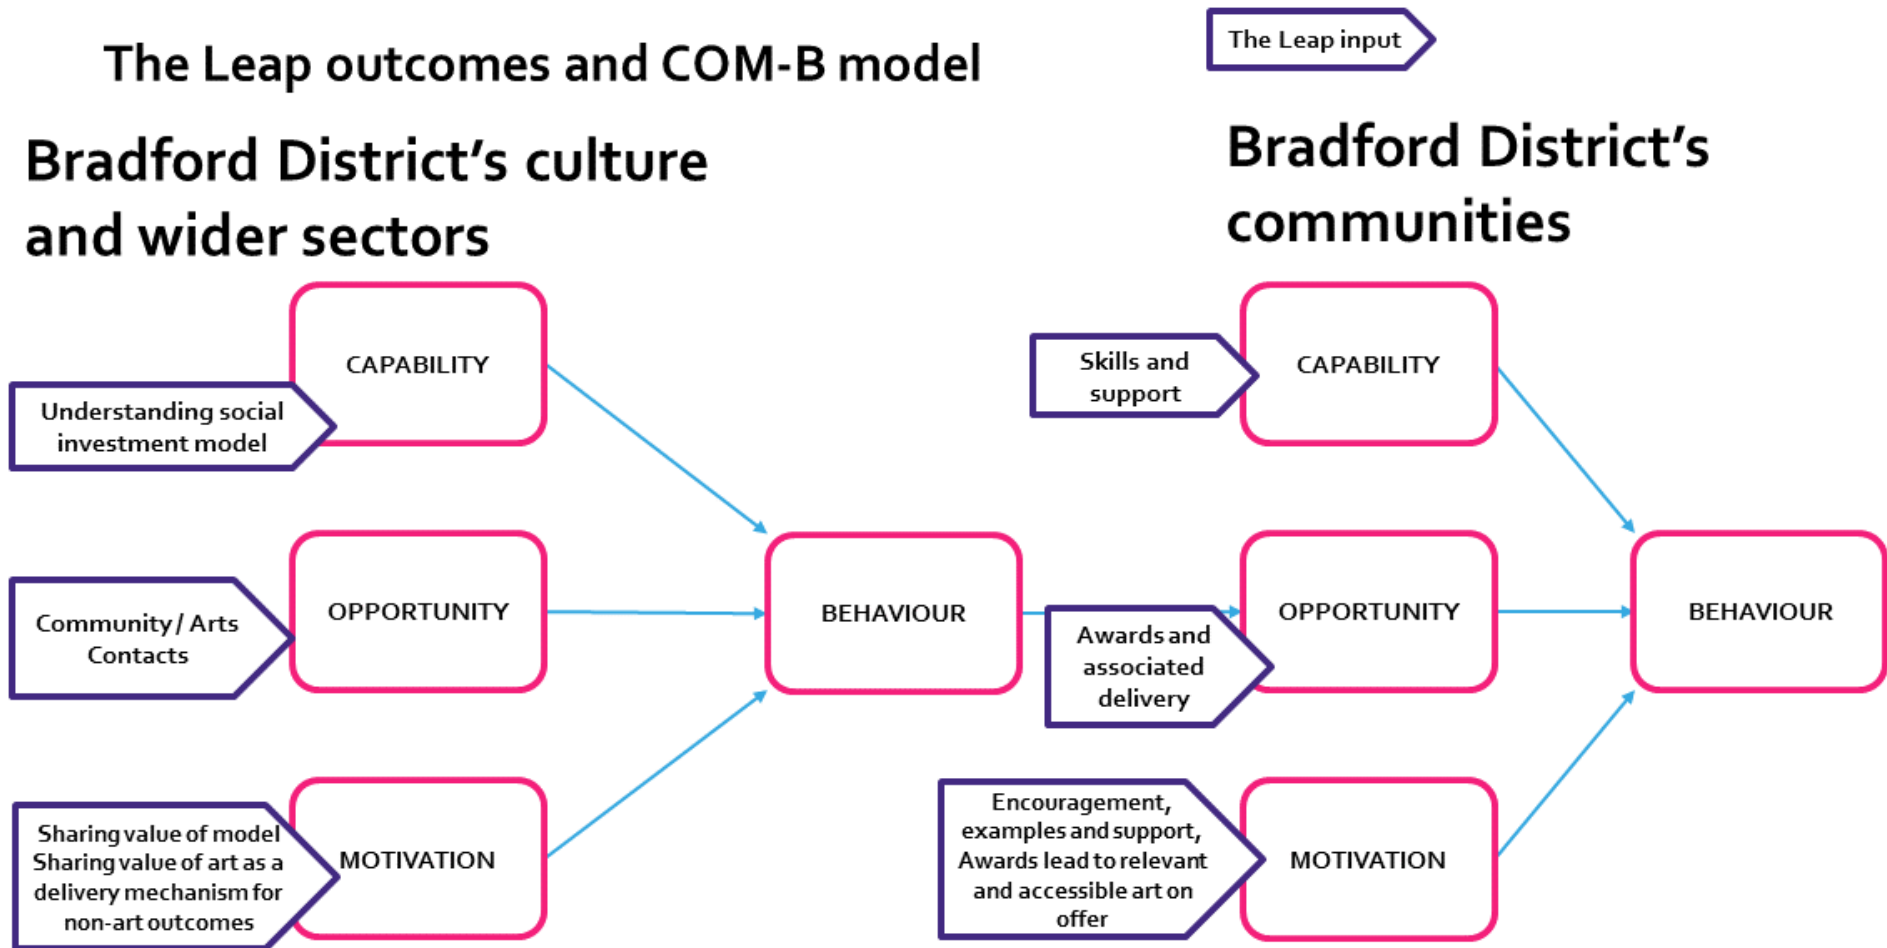 The Leap outcomes and COM-B model
The Leap input
Bradford District's culture
and wider sectors
Bradford District's
communities
CAPABILITY
Understanding social
investment model
OPPORTUNITY
Community / Arts
Contacts
MOTIVATION
Sharing value of model
Sharing value of art as a
delivery mechanism for
non-art outcomes
BEHAVIOUR
CAPABILITY
Skills and
support
OPPORTUNITY
Awards and
associated
delivery
MOTIVATION
Encouragement,
examples and support,
Awards lead to relevant
and accessible art on
offer
BEHAVIOUR